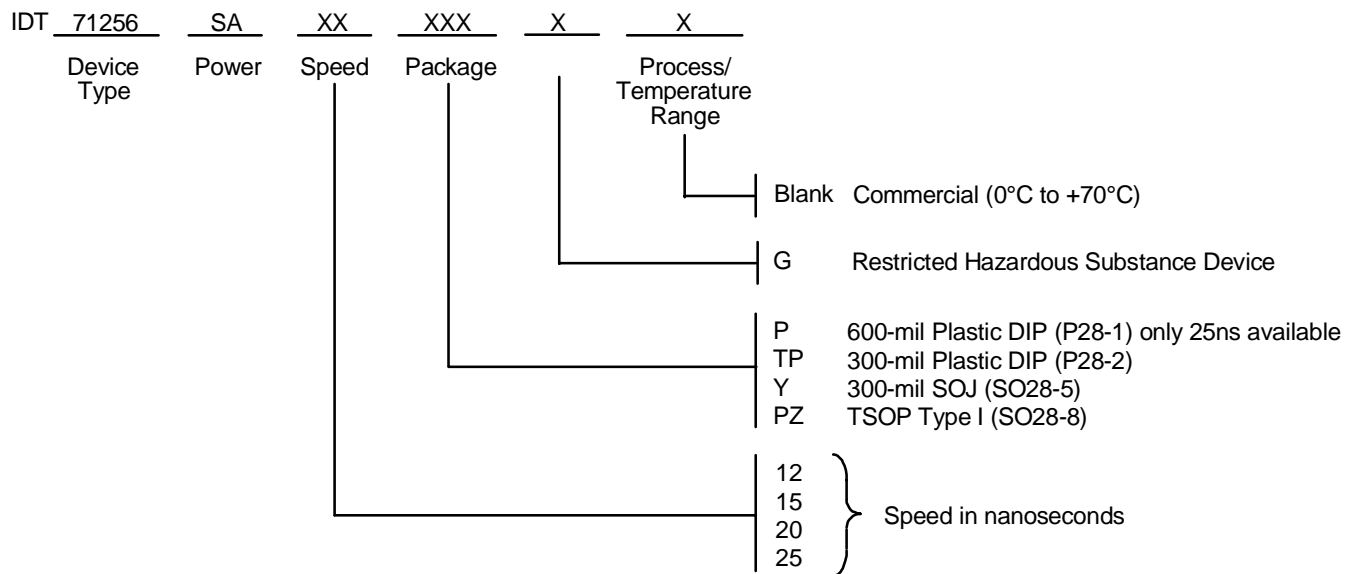 IDT 71256 SA XX XXX X X
Device Type Power Speed Package Process/ Temperature Range
Blank Commercial (0°C to +70°C)
G Restricted Hazardous Substance Device
P 600-mil Plastic DIP (P28-1) only 25ns available
TP 300-mil Plastic DIP (P28-2)
Y 300-mil SOJ (SO28-5)
PZ TSOP Type I (SO28-8)
12
15
20
25
Speed in nanoseconds